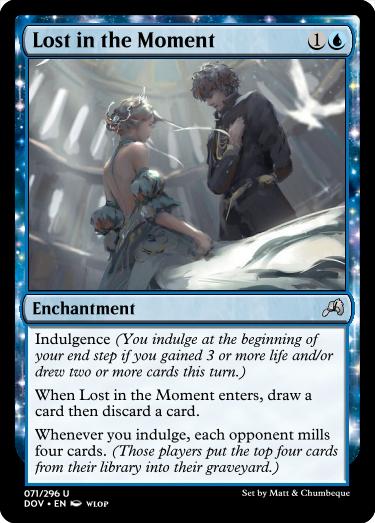 Lost in the Moment 1
Enchantment
Indulgence (You indulge at the beginning of
your end step if you gained 3 or more life and/or
drew two or more cards this turn.)
When Lost in the Moment enters, draw a
card then discard a card.
Whenever you indulge, each opponent mills
four cards. (Those players put the top four cards
from their library into their graveyard.)
071/296 U
DOV • EN WLOP
Set by Matt & Chumbeque